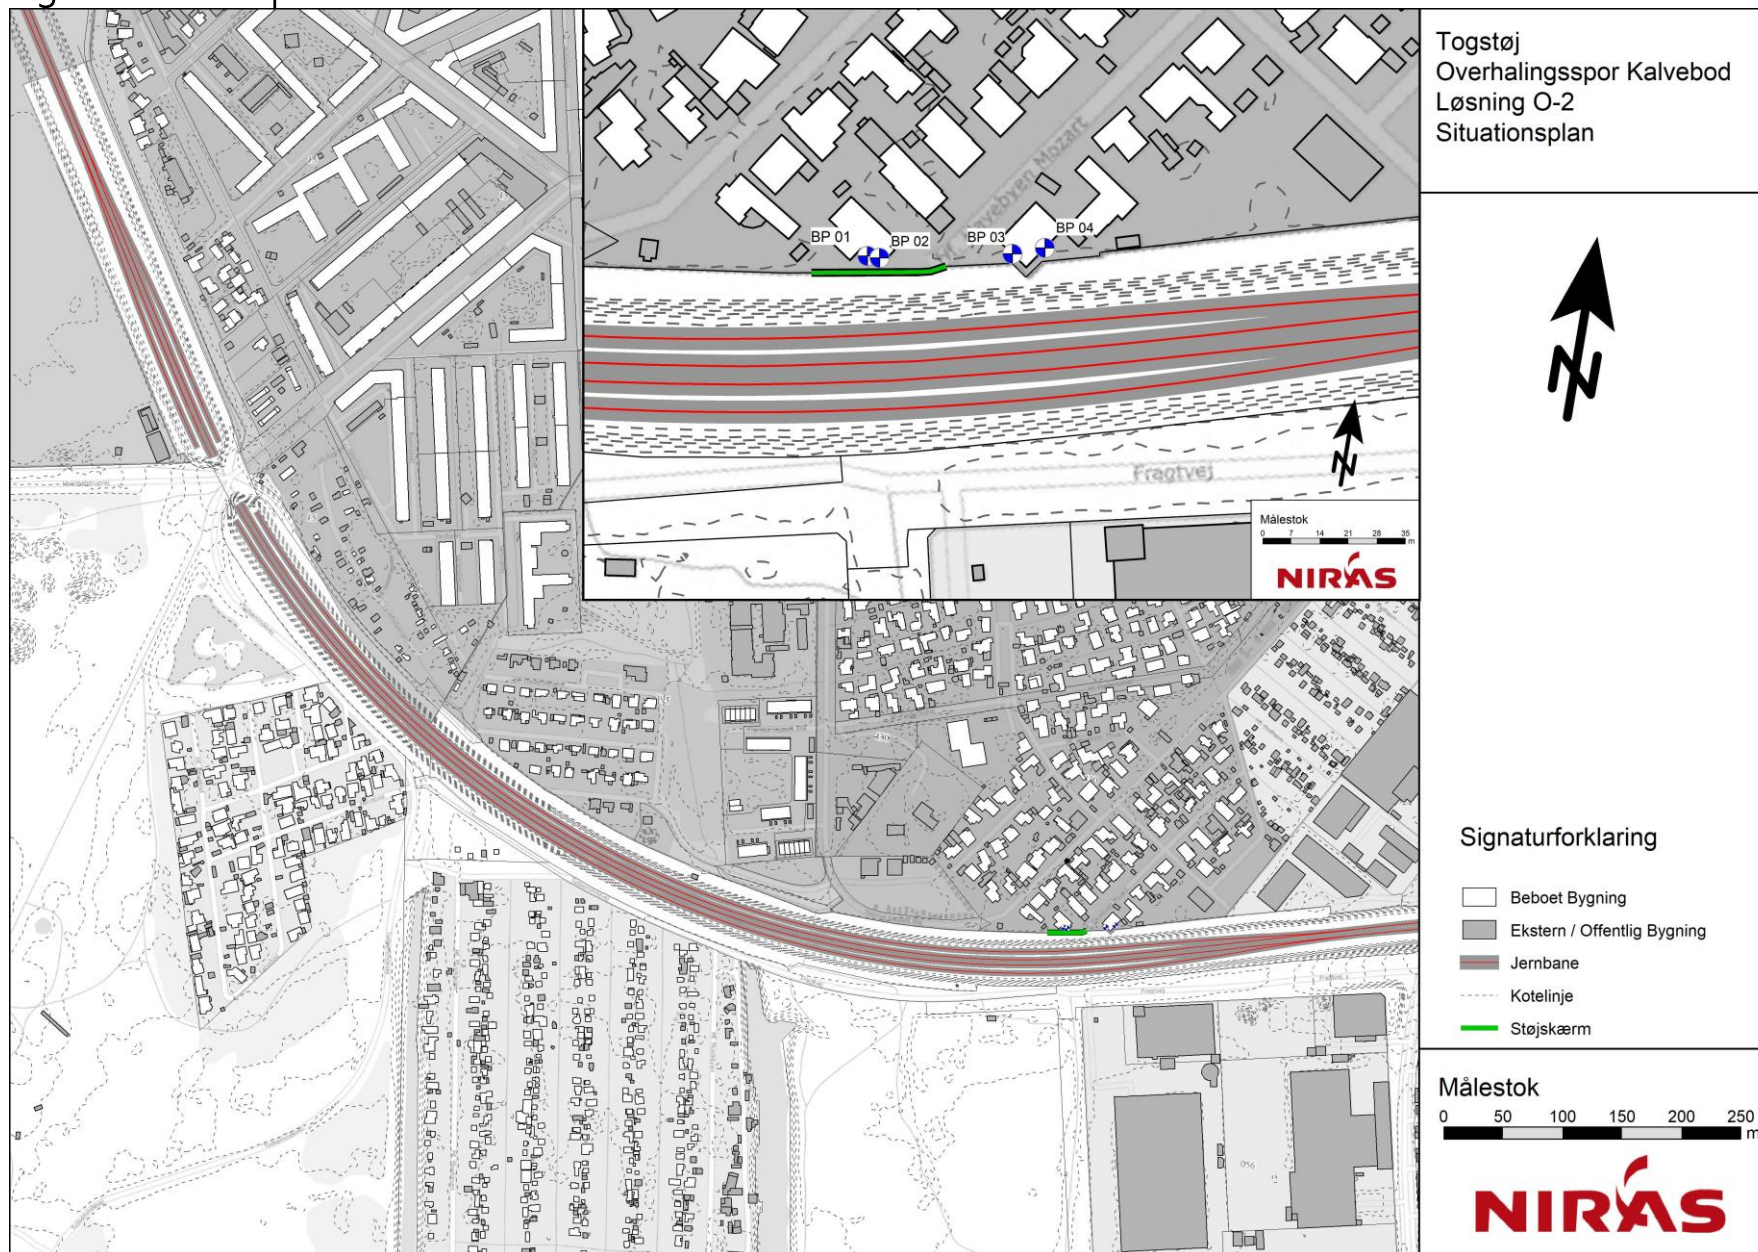 Togstøj
Overhalingsspor Kalvebod
Løsning O-2
Situationsplan
BP 01
BP 02
BP 03
BP 04
Mozart
Fragtvej
Målestok
0 7 14 21 28 35
m
NIRAS
Signaturforklaring
Beboet Bygning
Ekstern / Offentlig Bygning
Jernbane
Kotelinje
Støjskærm
Målestok
0 50 100 150 200 250
m
NIRAS